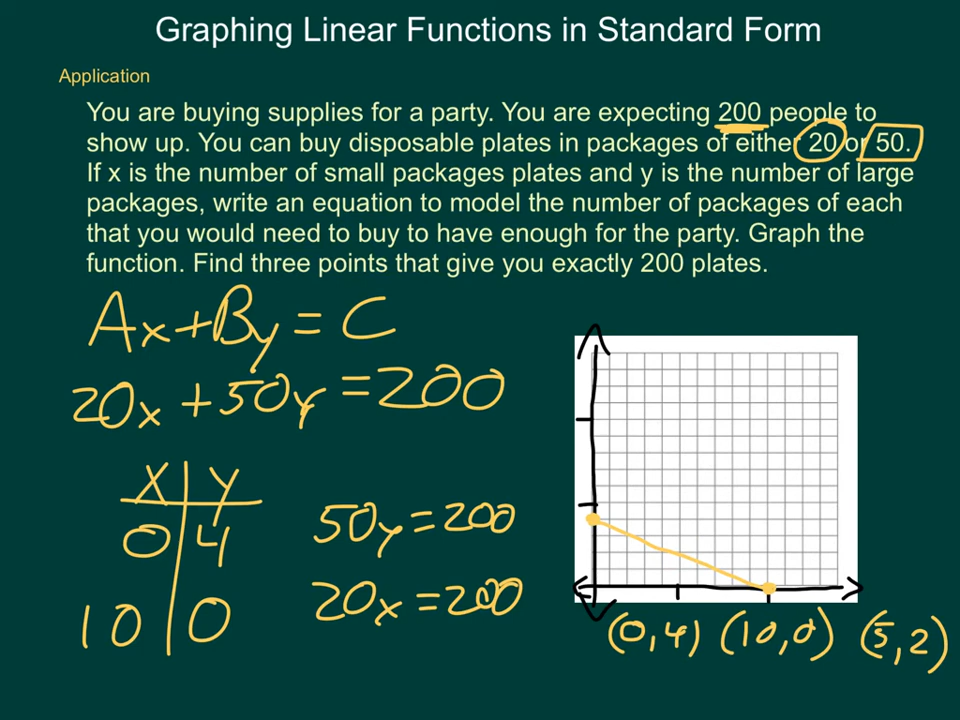 Graphing Linear Functions in Standard Form
Application
You are buying supplies for a party. You are expecting 200 people to
show up. You can buy disposable plates in packages of either 20 or 50.
If x is the number of small packages plates and y is the number of large
packages, write an equation to model the number of packages of each
that you would need to buy to have enough for the party. Graph the
function. Find three points that give you exactly 200 plates.
Ax+By=C
20x+50y=200
X Y
0 4
10 0
50y=200
20x=200
(0,4) (10,0) (5,2)